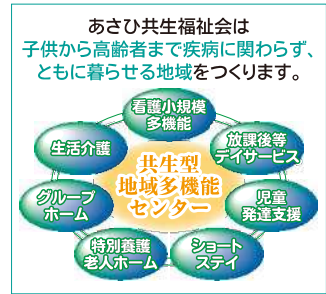 あさひ共生福祉会は
子供から高齢者まで疾病に関わらず、
ともに暮らせる地域をつくります。
看護小規模
多機能
生活介護
放課後等
デイサービス
共生型
地域多機能
センター
グループ
ホーム
児童
発達支援
特別養護
老人ホーム
ショート
ステイ